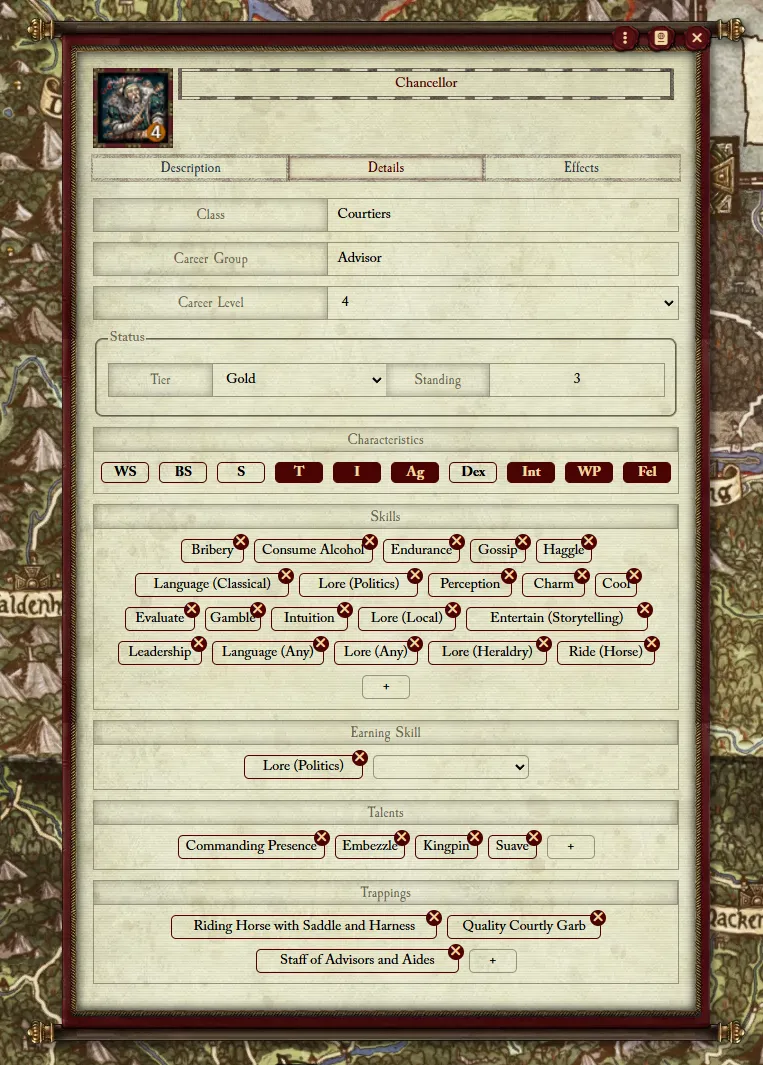 Chancellor
4
Description Details Effects
Class Courtiers
Career Group Advisor
Career Level 4
Status
Tier Gold Standing 3
Characteristics
WS BS S T I Ag Dex Int WP Fel
Skills
Bribery Consume Alcohol Endurance Gossip Haggle
Language (Classical) Lore (Politics) Perception Charm Cool
Evaluate Gamble Intuition Lore (Local) Entertain (Storytelling)
Leadership Language (Any) Lore (Any) Lore (Heraldry) Ride (Horse)
+
Earning Skill
Lore (Politics)
Talents
Commanding Presence Embezzle Kingpin Suave +
Trappings
Riding Horse with Saddle and Harness Quality Courtly Garb
Staff of Advisors and Aides +